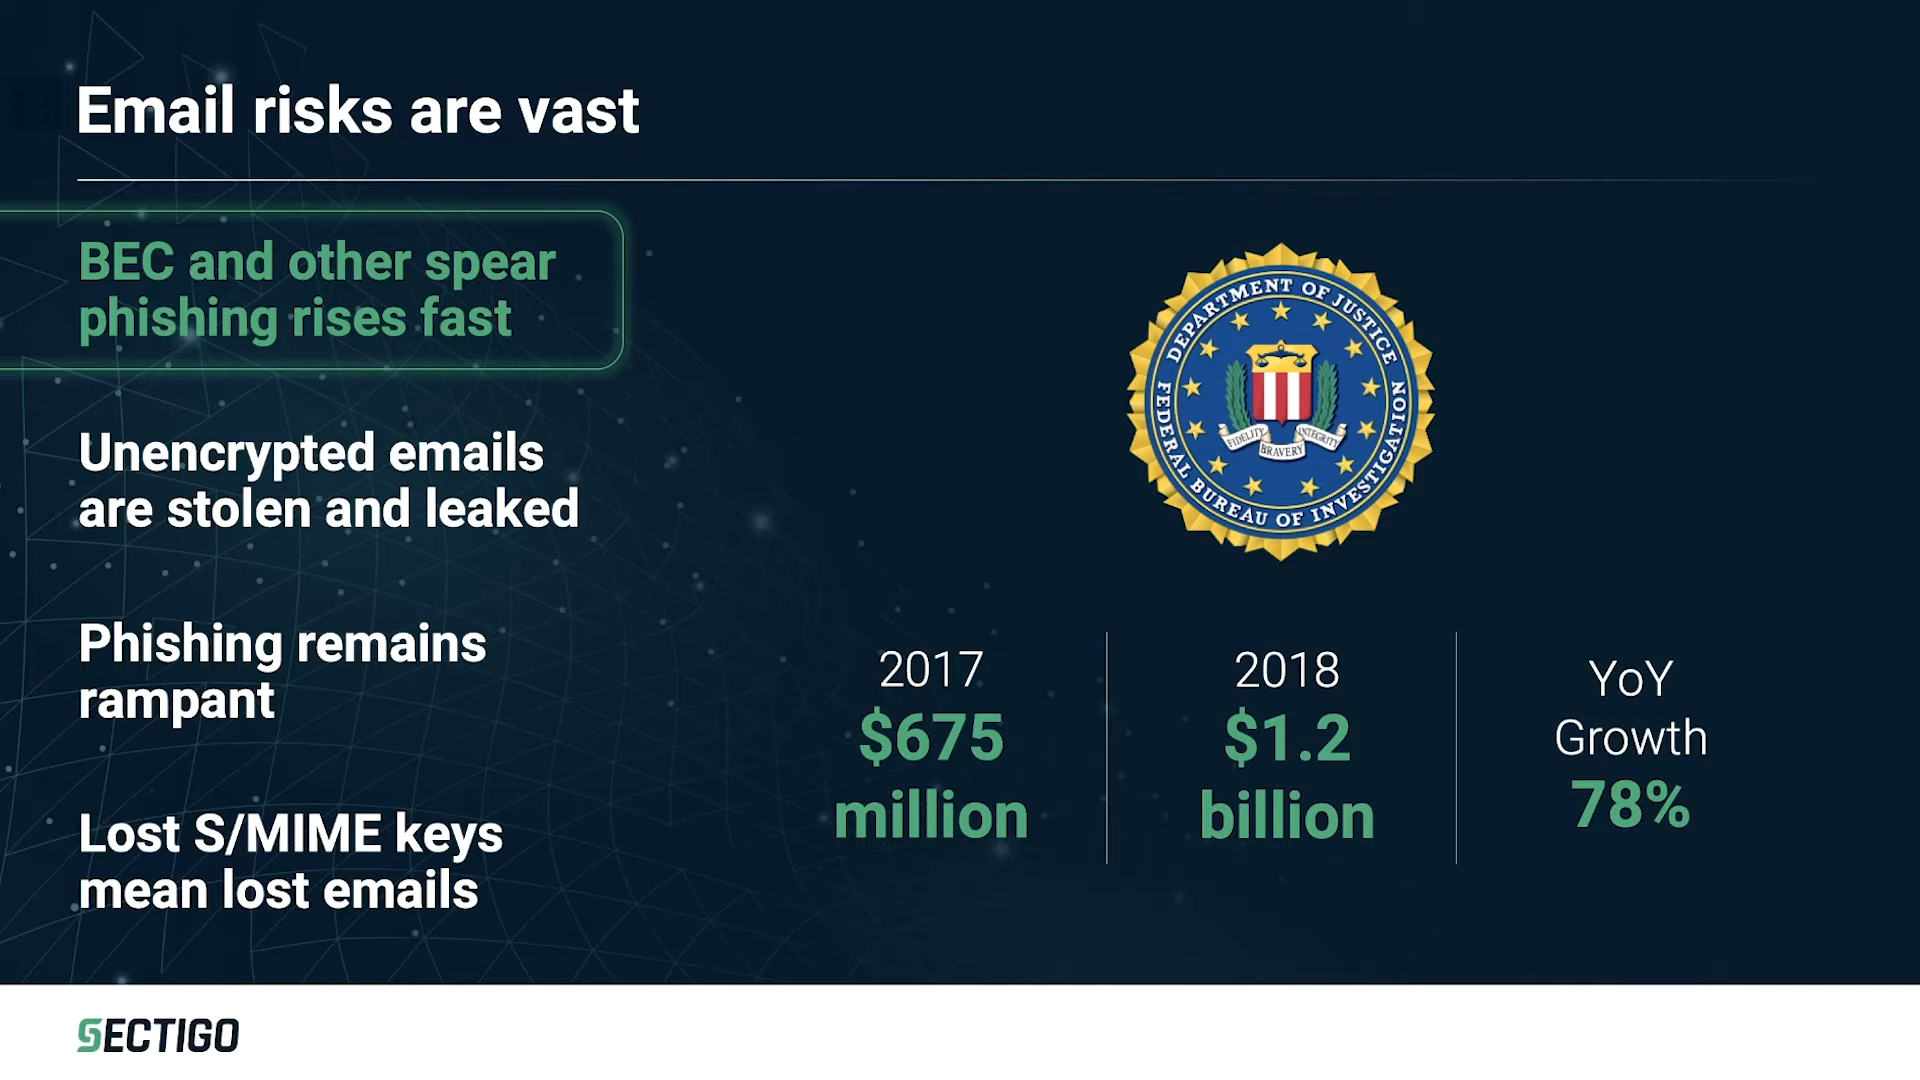 Email risks are vast
BEC and other spear
phishing rises fast
Unencrypted emails
are stolen and leaked
Phishing remains
rampant
Lost S/MIME keys
mean lost emails
DEPARTMENT OF JUSTICE
FEDERAL BUREAU OF INVESTIGATION
FIDELITY
BRAVERY
INTEGRITY
2017
$675
million
2018
$1.2
billion
YoY
Growth
78%
SECTIGO